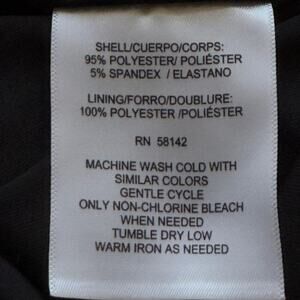 SHELL/CUERPO/CORPS:
95% POLYESTER/ POLIÉSTER
5% SPANDEX / ELASTANO
LINING/FORRO/DOUBLURE:
100% POLYESTER /POLIÉSTER
RN 58142
MACHINE WASH COLD WITH
SIMILAR COLORS
GENTLE CYCLE
ONLY NON-CHLORINE BLEACH
WHEN NEEDED
TUMBLE DRY LOW
WARM IRON AS NEEDED